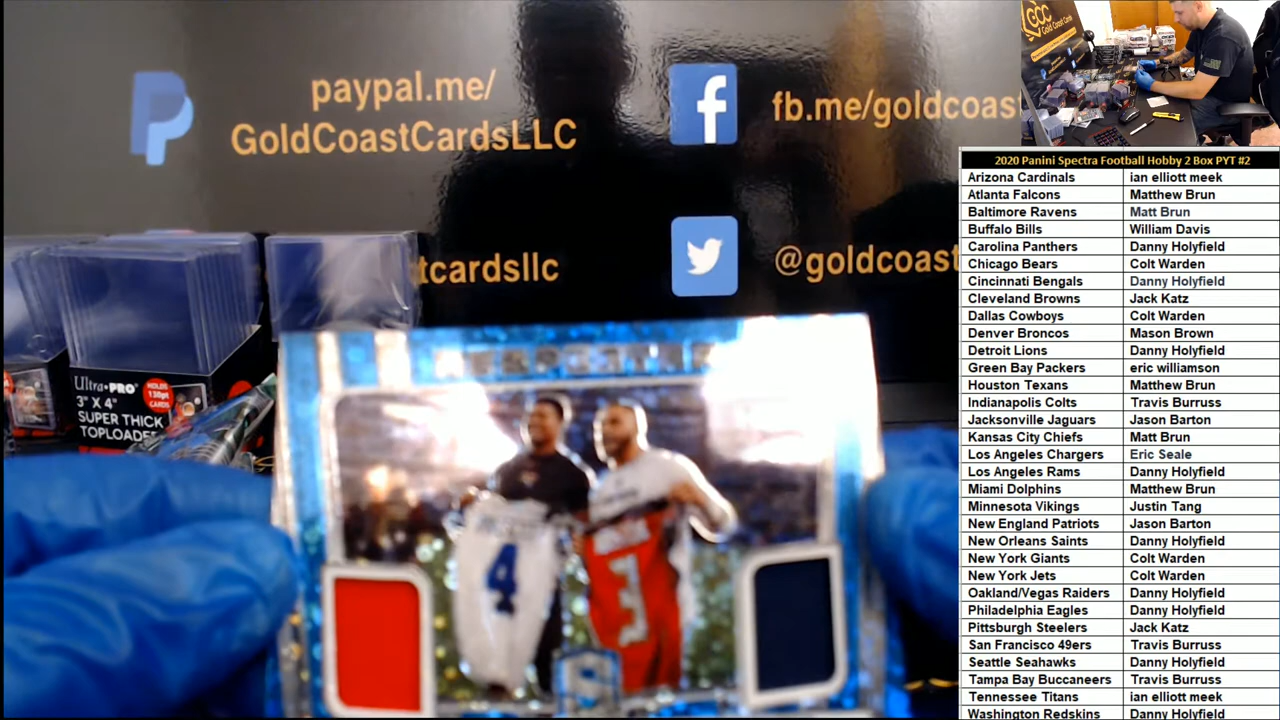 paypal.me/
GoldCoastCardsLLC
fb.me/goldcoast
tcardsllc
@goldcoast
GCC
Gold Coast Cards
Ultra·PRO
3" X 4"
SUPER THICK
TOPLOADE
HOLDS
130pt
CARDS
4
3
2020 Panini Spectra Football Hobby 2 Box PYT #2
Arizona Cardinals ian elliott meek
Atlanta Falcons Matthew Brun
Baltimore Ravens Matt Brun
Buffalo Bills William Davis
Carolina Panthers Danny Holyfield
Chicago Bears Colt Warden
Cincinnati Bengals Danny Holyfield
Cleveland Browns Jack Katz
Dallas Cowboys Colt Warden
Denver Broncos Mason Brown
Detroit Lions Danny Holyfield
Green Bay Packers eric williamson
Houston Texans Matthew Brun
Indianapolis Colts Travis Burruss
Jacksonville Jaguars Jason Barton
Kansas City Chiefs Matt Brun
Los Angeles Chargers Eric Seale
Los Angeles Rams Danny Holyfield
Miami Dolphins Matthew Brun
Minnesota Vikings Justin Tang
New England Patriots Jason Barton
New Orleans Saints Danny Holyfield
New York Giants Colt Warden
New York Jets Colt Warden
Oakland/Vegas Raiders Danny Holyfield
Philadelphia Eagles Danny Holyfield
Pittsburgh Steelers Jack Katz
San Francisco 49ers Travis Burruss
Seattle Seahawks Danny Holyfield
Tampa Bay Buccaneers Travis Burruss
Tennessee Titans ian elliott meek
Washington Redskins Danny Holyfield